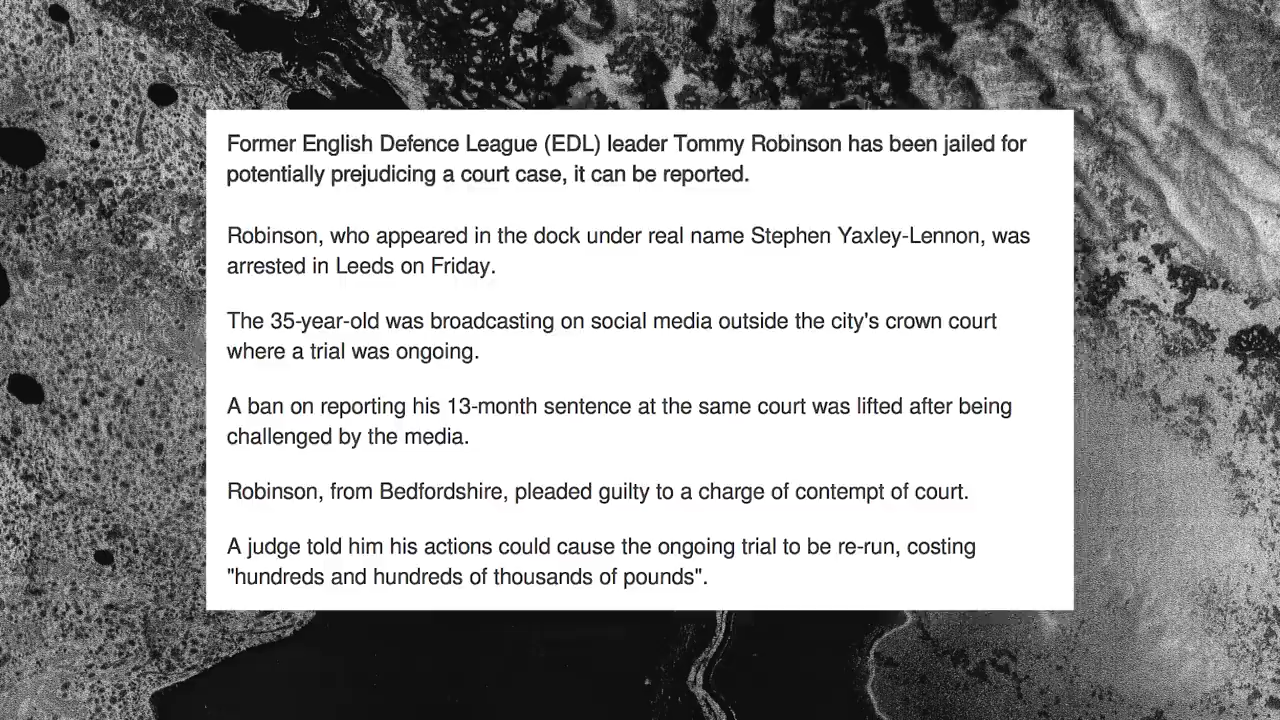 Former English Defence League (EDL) leader Tommy Robinson has been jailed for
potentially prejudicing a court case, it can be reported.
Robinson, who appeared in the dock under real name Stephen Yaxley-Lennon, was
arrested in Leeds on Friday.
The 35-year-old was broadcasting on social media outside the city's crown court
where a trial was ongoing.
A ban on reporting his 13-month sentence at the same court was lifted after being
challenged by the media.
Robinson, from Bedfordshire, pleaded guilty to a charge of contempt of court.
A judge told him his actions could cause the ongoing trial to be re-run, costing
"hundreds and hundreds of thousands of pounds".